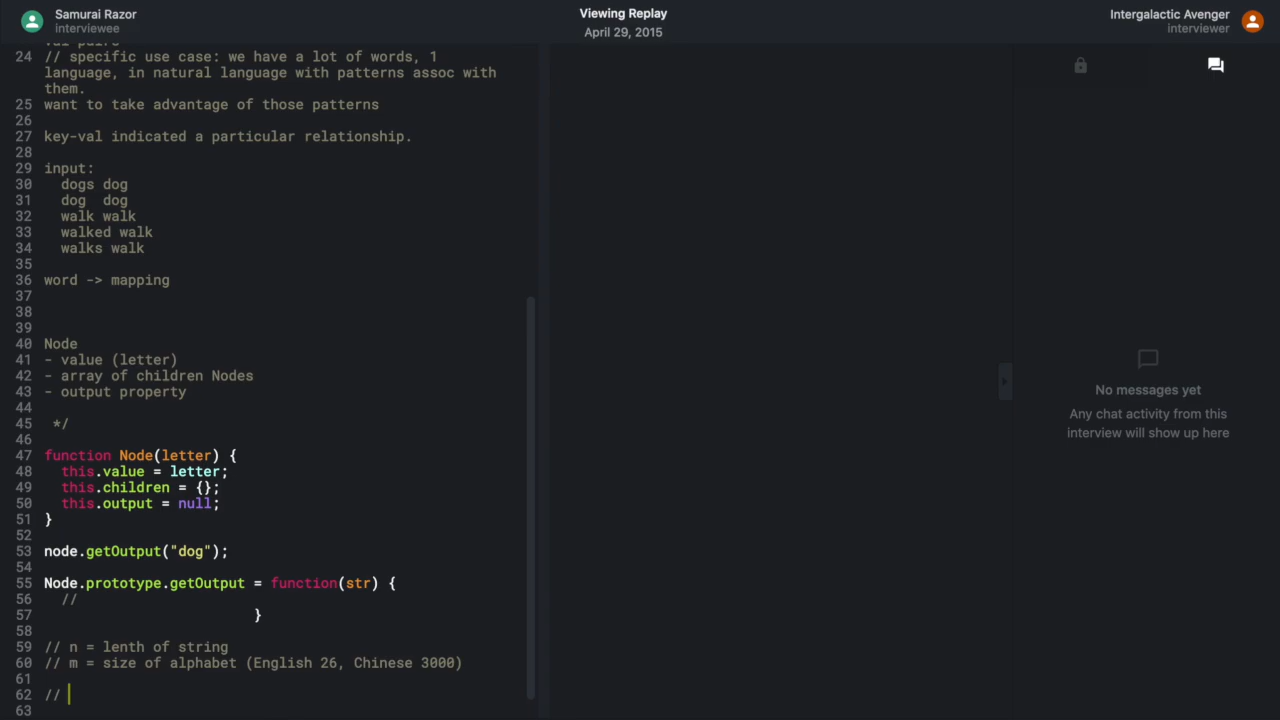 Samurai Razor
interviewee
Viewing Replay
April 29, 2015
Intergalactic Avenger
interviewer
val pairs
24 // specific use case: we have a lot of words, 1
language, in natural language with patterns assoc with
them.
25 want to take advantage of those patterns
26
27 key-val indicated a particular relationship.
28
29 input:
30 dogs dog
31 dog  dog
32 walk walk
33 walked walk
34 walks walk
35
36 word -> mapping
37
38
39
40 Node
41 - value (letter)
42 - array of children Nodes
43 - output property
44
45 */
46
47 function Node(letter) {
48 this.value = letter;
49 this.children = {};
50 this.output = null;
51 }
52
53 node.getOutput("dog");
54
55 Node.prototype.getOutput = function(str) {
56 //
57 }
58
59 // n = lenth of string
60 // m = size of alphabet (English 26, Chinese 3000)
61
62 //
63
No messages yet
Any chat activity from this
interview will show up here